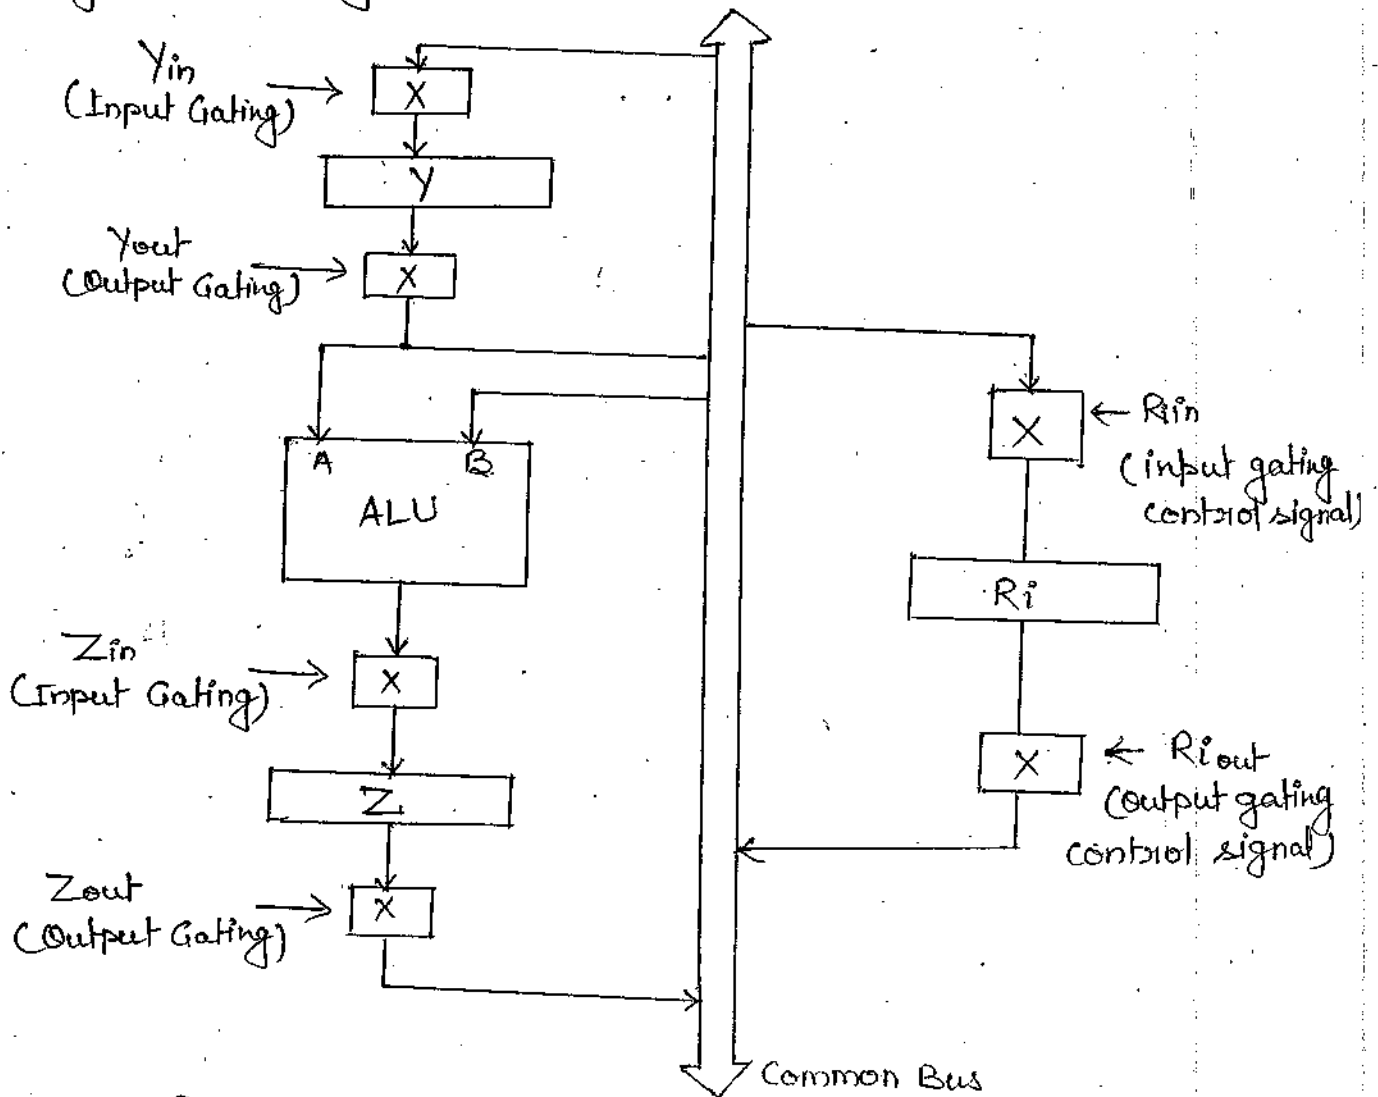 Yin
(Input Gating)
X
Y
Yout
(Output Gating)
X
A
B
ALU
Zin
(Input Gating)
X
Z
Zout
(Output Gating)
X
Riin
(input gating
control signal)
X
Ri
X
Riout
(output gating
control signal)
Common Bus